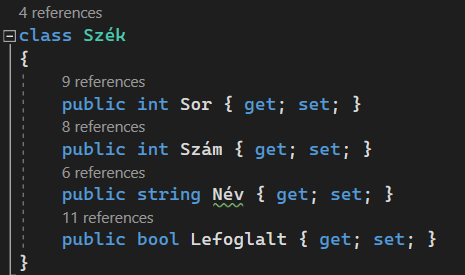 4 references
class Szék
{
9 references
public int Sor { get; set; }
8 references
public int Szám { get; set; }
6 references
public string Név { get; set; }
11 references
public bool Lefoglalt { get; set; }
}